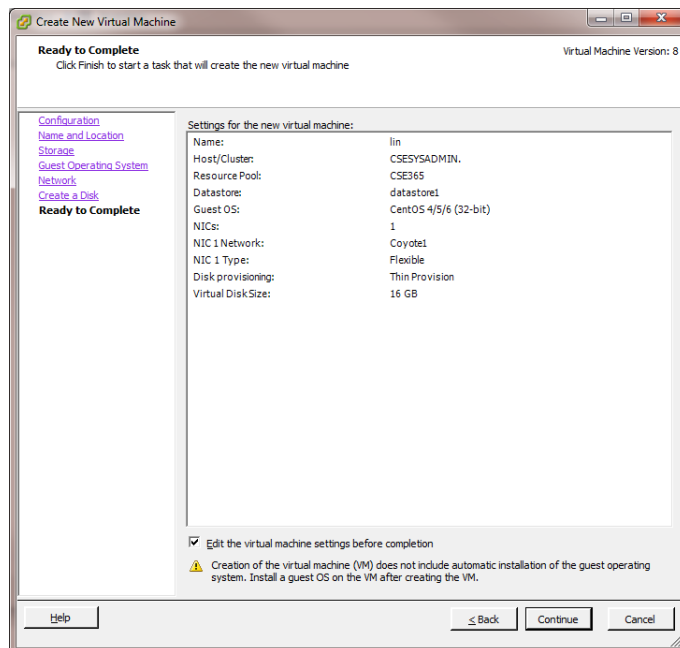 Create New Virtual Machine
Ready to Complete
Click Finish to start a task that will create the new virtual machine
Virtual Machine Version: 8
Configuration
Name and Location
Storage
Guest Operating System
Network
Create a Disk
Ready to Complete
Settings for the new virtual machine:
Name: lin
Host/Cluster: CSESYSADMIN.
Resource Pool: CSE365
Datastore: datastore1
Guest OS: CentOS 4/5/6 (32-bit)
NICs: 1
NIC 1 Network: Coyote1
NIC 1 Type: Flexible
Disk provisioning: Thin Provision
Virtual Disk Size: 16 GB
Edit the virtual machine settings before completion
Creation of the virtual machine (VM) does not include automatic installation of the guest operating
system. Install a guest OS on the VM after creating the VM.
Help
< Back
Continue
Cancel